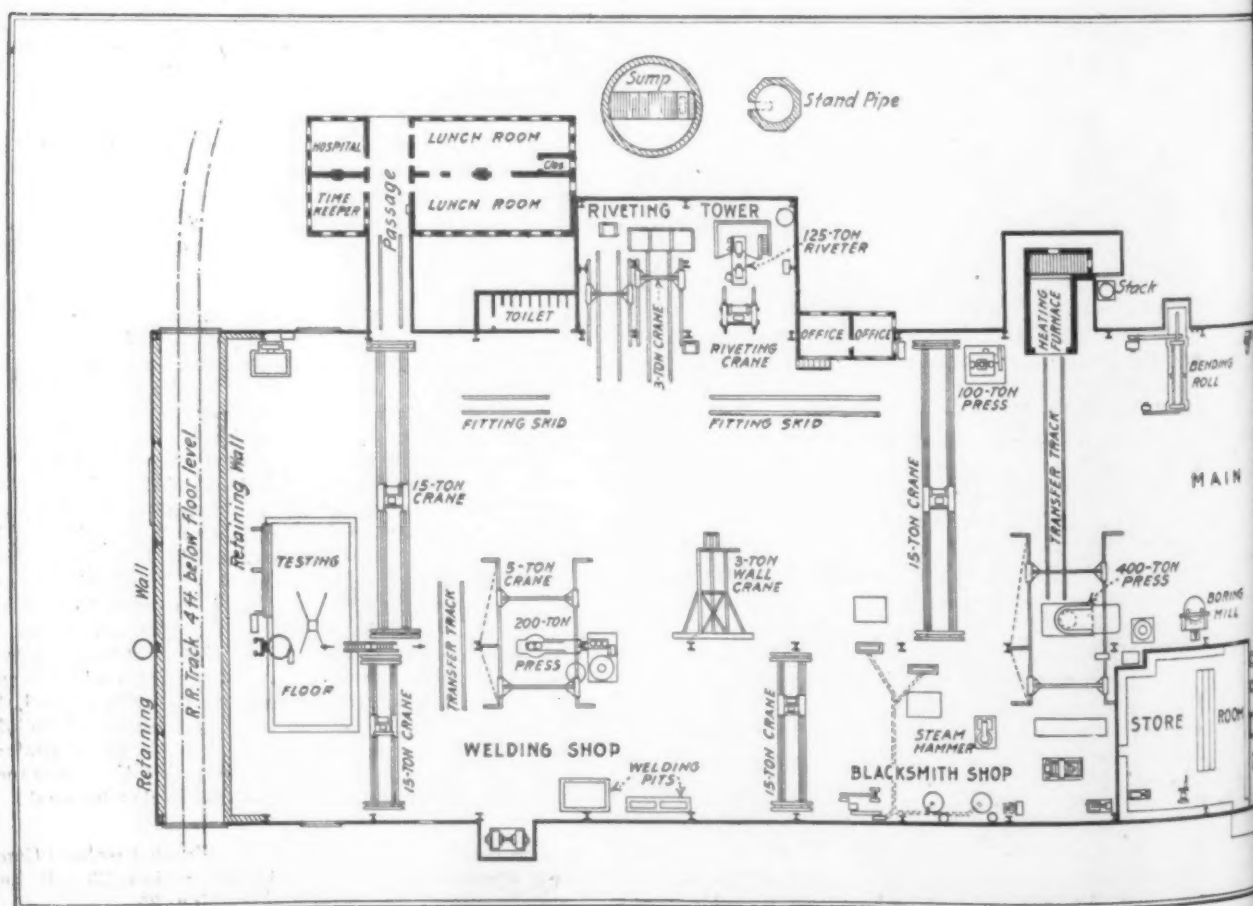 Sump
Stand Pipe
HOSPITAL
LUNCH ROOM
Clos
TIME
KEEPER
LUNCH ROOM
Passage
RIVETING TOWER
125-TON
RIVETER
3-TON CRANE
TOILET
RIVETING
CRANE
OFFICE
OFFICE
HEATING
FURNACE
Stack
BENDING
ROLL
100-TON
PRESS
FITTING SKID
FITTING SKID
TRANSFER TRACK
MAIN
15-TON
CRANE
15-TON CRANE
Retaining Wall
R.R. Track 4 ft. below floor level
Retaining Wall
TESTING
FLOOR
5-TON
CRANE
200-TON
PRESS
TRANSFER TRACK
3-TON
WALL
CRANE
400-TON
PRESS
BORING
MILL
15-TON CRANE
WELDING SHOP
WELDING
PITS
15-TON CRANE
STEAM
HAMMER
BLACKSMITH SHOP
STORE ROOM